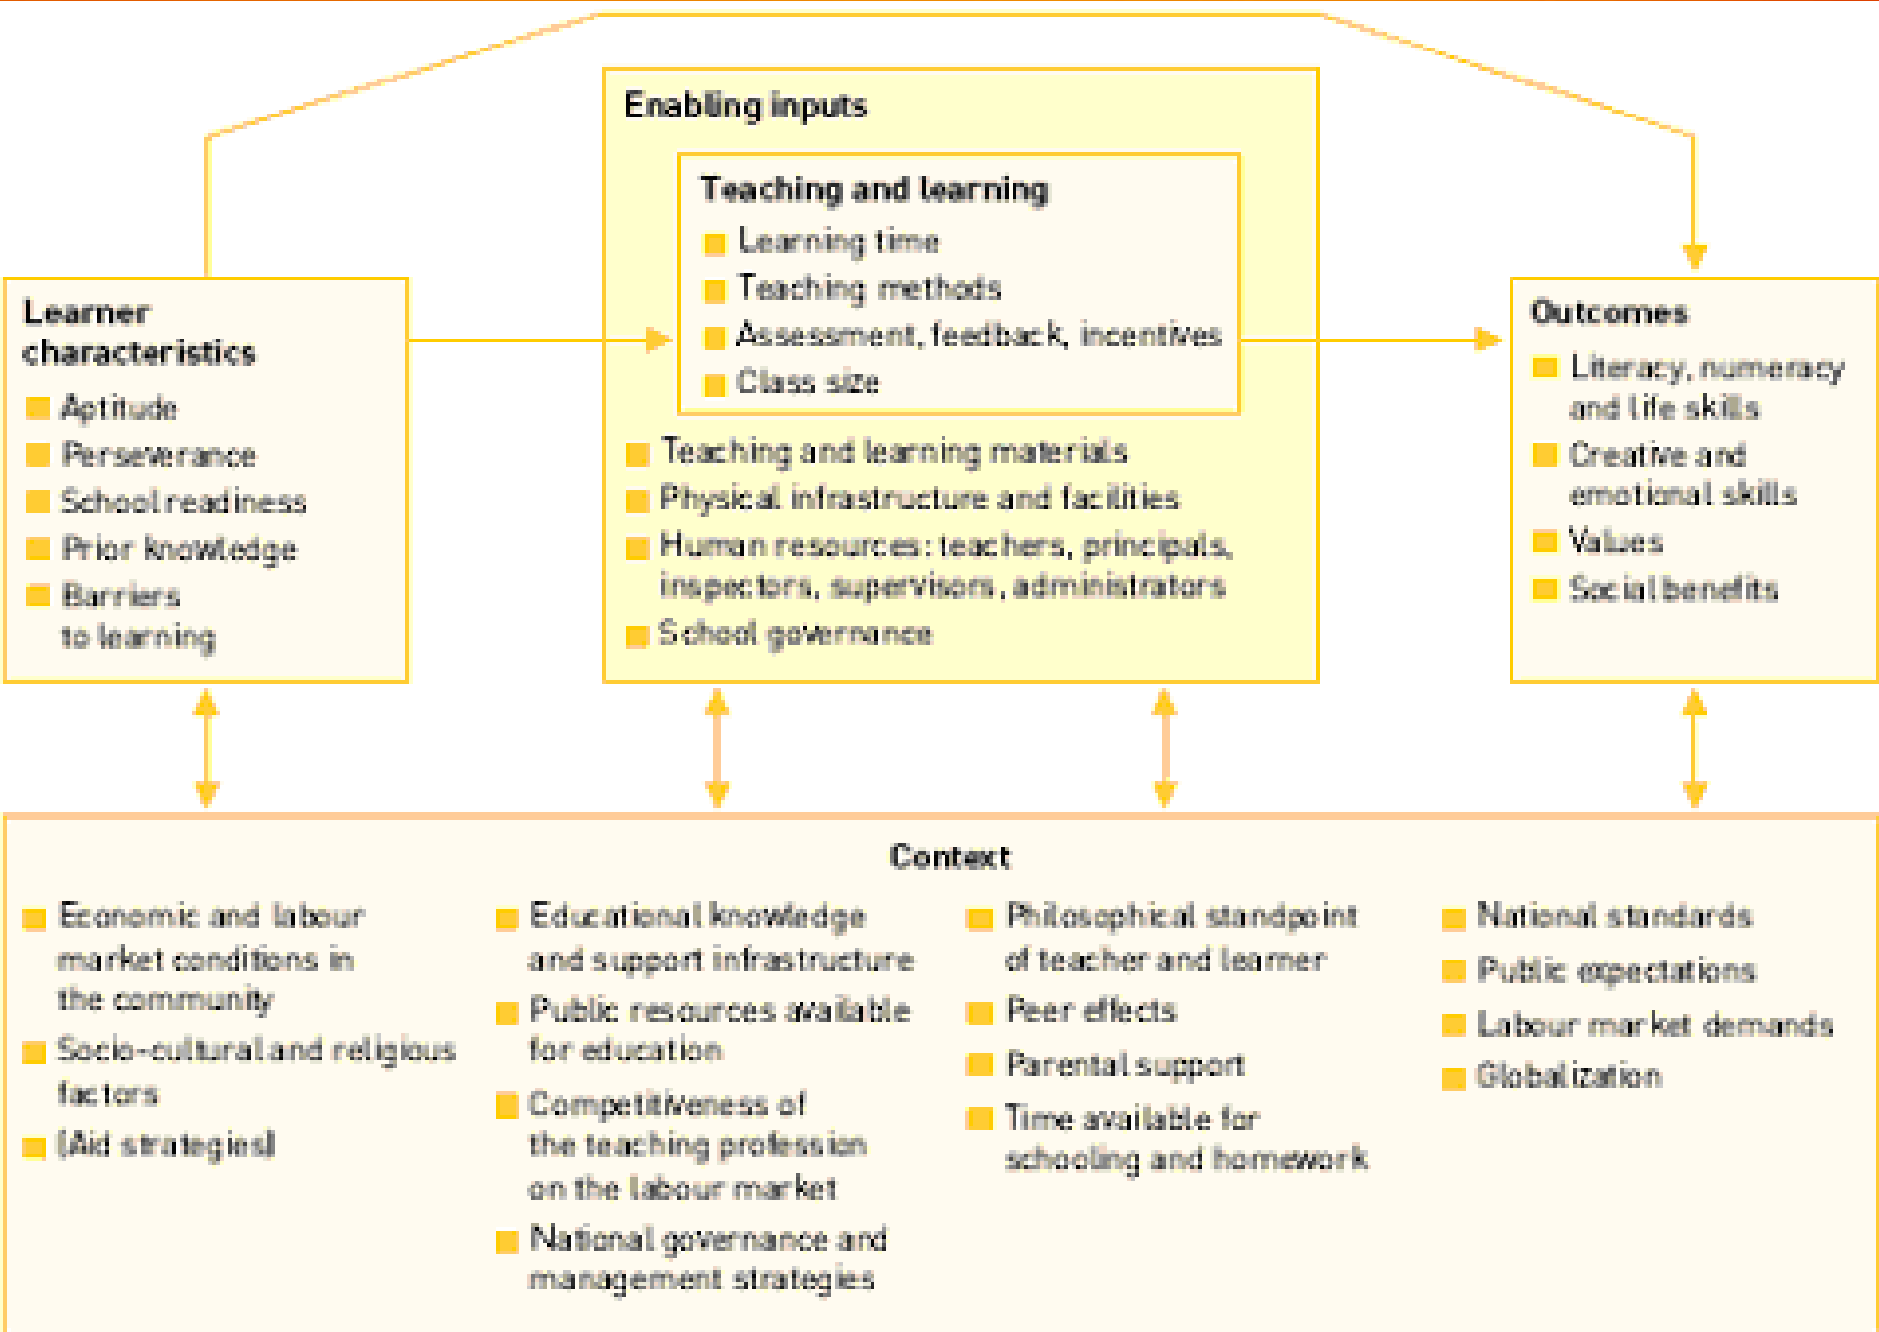 Enabling inputs
Teaching and learning
Learning time
Teaching methods
Assessment, feedback, incentives
Class size
Teaching and learning materials
Physical infrastructure and facilities
Human resources: teachers, principals,
inspectors, supervisors, administrators
School governance
Learner
characteristics
Aptitude
Perseverance
School readiness
Prior knowledge
Barriers
to learning
Outcomes
Literacy, numeracy
and life skills
Creative and
emotional skills
Values
Social benefits
Context
Economic and labour
market conditions in
the community
Socio-cultural and religious
factors
(Aid strategies)
Educational knowledge
and support infrastructure
Public resources available
for education
Competitiveness of
the teaching profession
on the labour market
National governance and
management strategies
Philosophical standpoint
of teacher and learner
Peer effects
Parental support
Time available for
schooling and homework
National standards
Public expectations
Labour market demands
Globalization